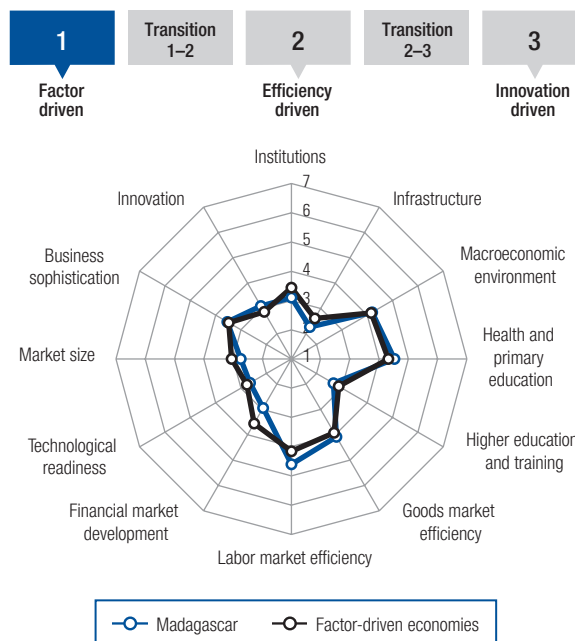 1
Transition
1–2
2
Transition
2–3
3
Factor
driven
Efficiency
driven
Innovation
driven
Institutions
7
6
5
4
3
2
1
Infrastructure
Macroeconomic
environment
Health and
primary
education
Higher education
and training
Goods market
efficiency
Labor market efficiency
Financial market
development
Technological
readiness
Market size
Business
sophistication
Innovation
Madagascar
Factor-driven economies